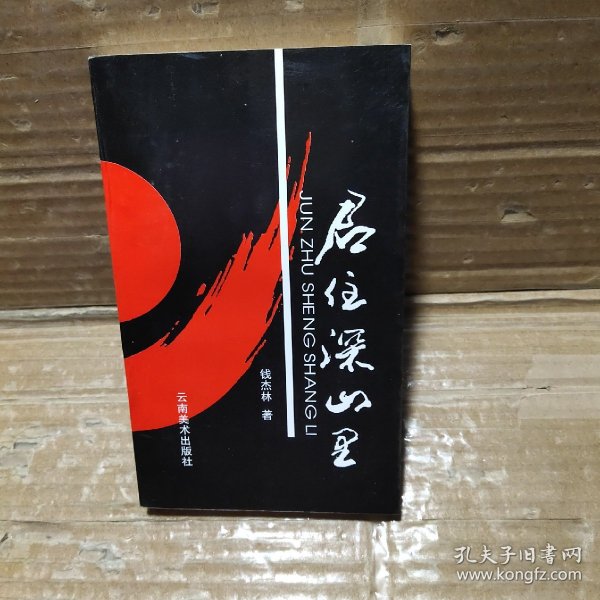 君住深山里
JUN ZHU SHENG SHANG LI
钱杰林 著
云南美术出版社
孔夫子旧書网
www.kongfz.com